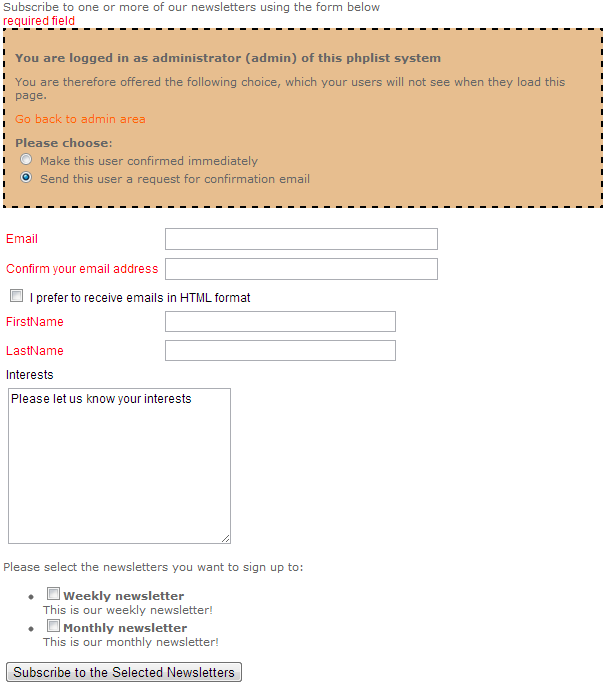 Subscribe to one or more of our newsletters using the form below
required field
You are logged in as administrator (admin) of this phplist system
You are therefore offered the following choice, which your users will not see when they load this
page.
Go back to admin area
Please choose:
Make this user confirmed immediately
Send this user a request for confirmation email
Email
Confirm your email address
I prefer to receive emails in HTML format
FirstName
LastName
Interests
Please let us know your interests
Please select the newsletters you want to sign up to:
Weekly newsletter
This is our weekly newsletter!
Monthly newsletter
This is our monthly newsletter!
Subscribe to the Selected Newsletters